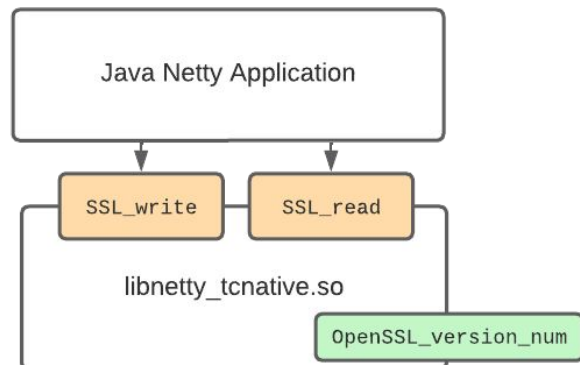 Java Netty Application
SSL_write
SSL_read
libnetty_tcnative.so
OpenSSL_version_num